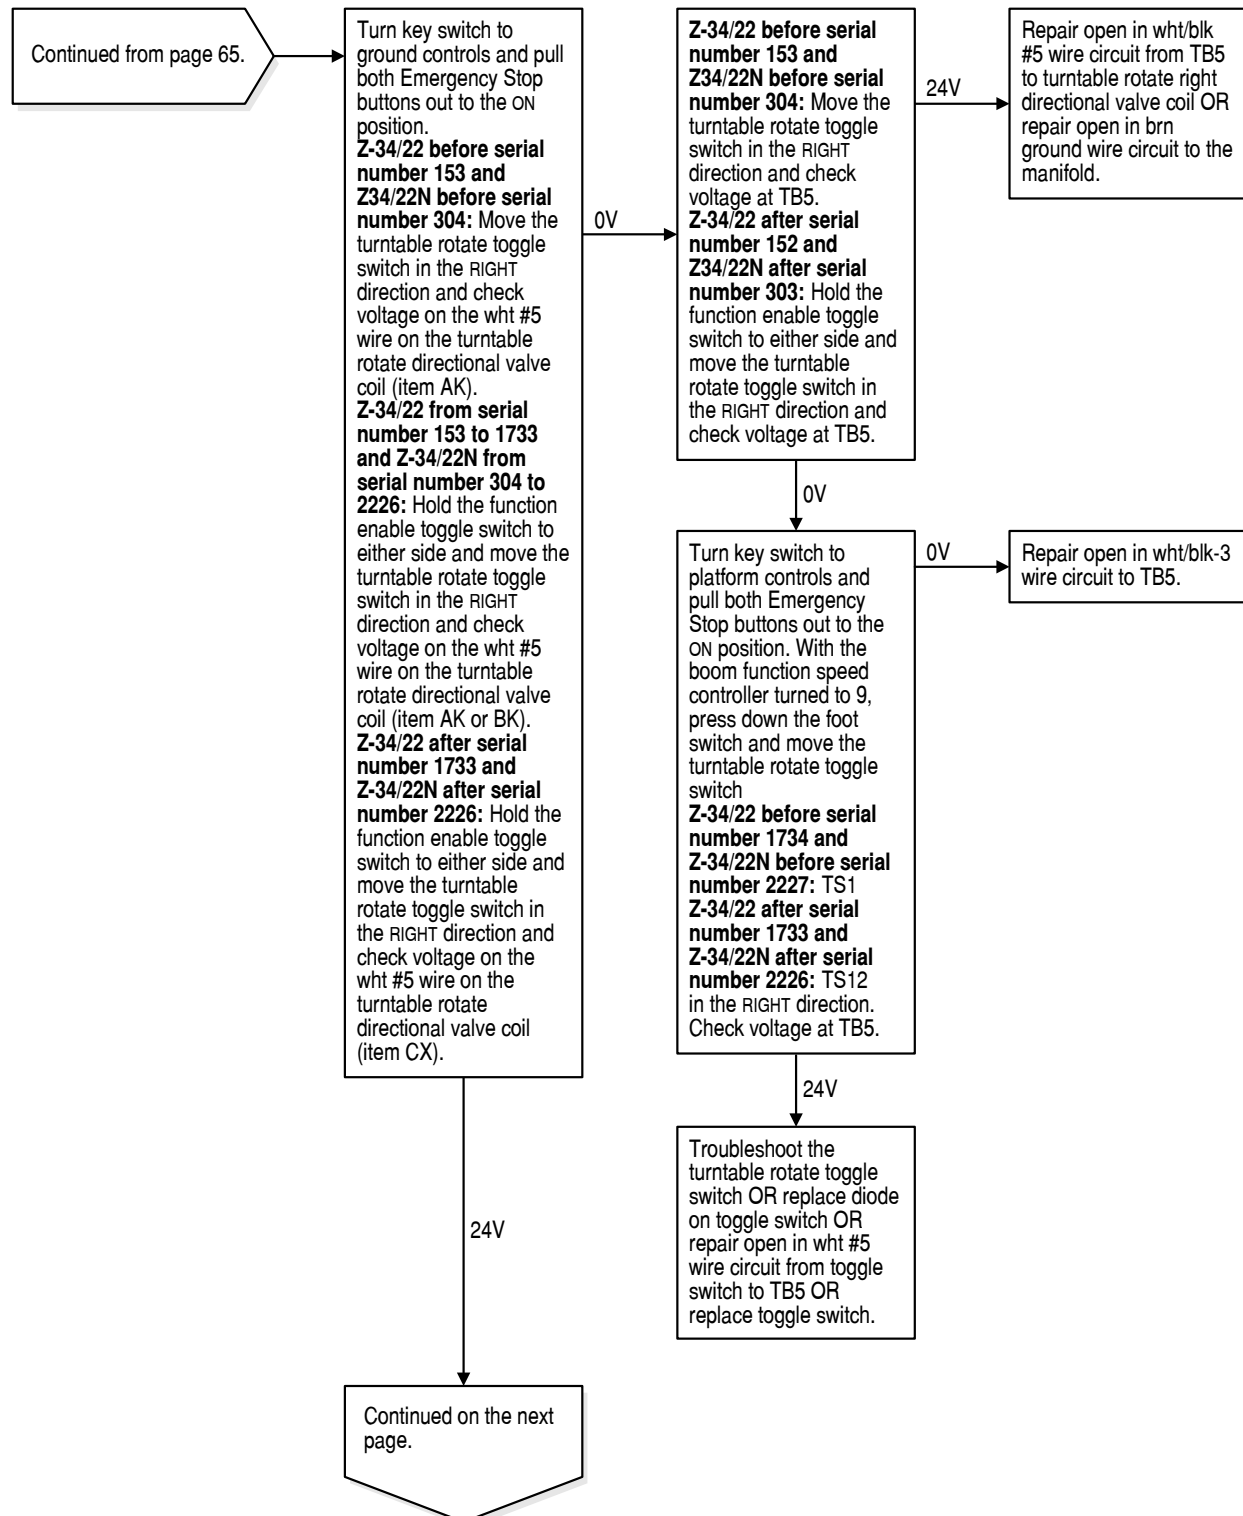 Continued from page 65.
Turn key switch to
ground controls and pull
both Emergency Stop
buttons out to the ON
position.
Z-34/22 before serial
number 153 and
Z34/22N before serial
number 304: Move the
turntable rotate toggle
switch in the RIGHT
direction and check
voltage on the wht #5
wire on the turntable
rotate directional valve
coil (item AK).
Z-34/22 from serial
number 153 to 1733
and Z-34/22N from
serial number 304 to
2226: Hold the function
enable toggle switch to
either side and move the
turntable rotate toggle
switch in the RIGHT
direction and check
voltage on the wht #5
wire on the turntable
rotate directional valve
coil (item AK or BK).
Z-34/22 after serial
number 1733 and
Z-34/22N after serial
number 2226: Hold the
function enable toggle
switch to either side and
move the turntable
rotate toggle switch in
the RIGHT direction and
check voltage on the
wht #5 wire on the
turntable rotate
directional valve coil
(item CX).
0V
Z-34/22 before serial
number 153 and
Z34/22N before serial
number 304: Move the
turntable rotate toggle
switch in the RIGHT
direction and check
voltage at TB5.
Z-34/22 after serial
number 152 and
Z34/22N after serial
number 303: Hold the
function enable toggle
switch to either side and
move the turntable
rotate toggle switch in
the RIGHT direction and
check voltage at TB5.
24V
Repair open in wht/blk
#5 wire circuit from TB5
to turntable rotate right
directional valve coil OR
repair open in brn
ground wire circuit to the
manifold.
0V
Turn key switch to
platform controls and
pull both Emergency
Stop buttons out to the
ON position. With the
boom function speed
controller turned to 9,
press down the foot
switch and move the
turntable rotate toggle
switch
Z-34/22 before serial
number 1734 and
Z-34/22N before serial
number 2227: TS1
Z-34/22 after serial
number 1733 and
Z-34/22N after serial
number 2226: TS12
in the RIGHT direction.
Check voltage at TB5.
0V
Repair open in wht/blk-3
wire circuit to TB5.
24V
Troubleshoot the
turntable rotate toggle
switch OR replace diode
on toggle switch OR
repair open in wht #5
wire circuit from toggle
switch to TB5 OR
replace toggle switch.
24V
Continued on the next
page.